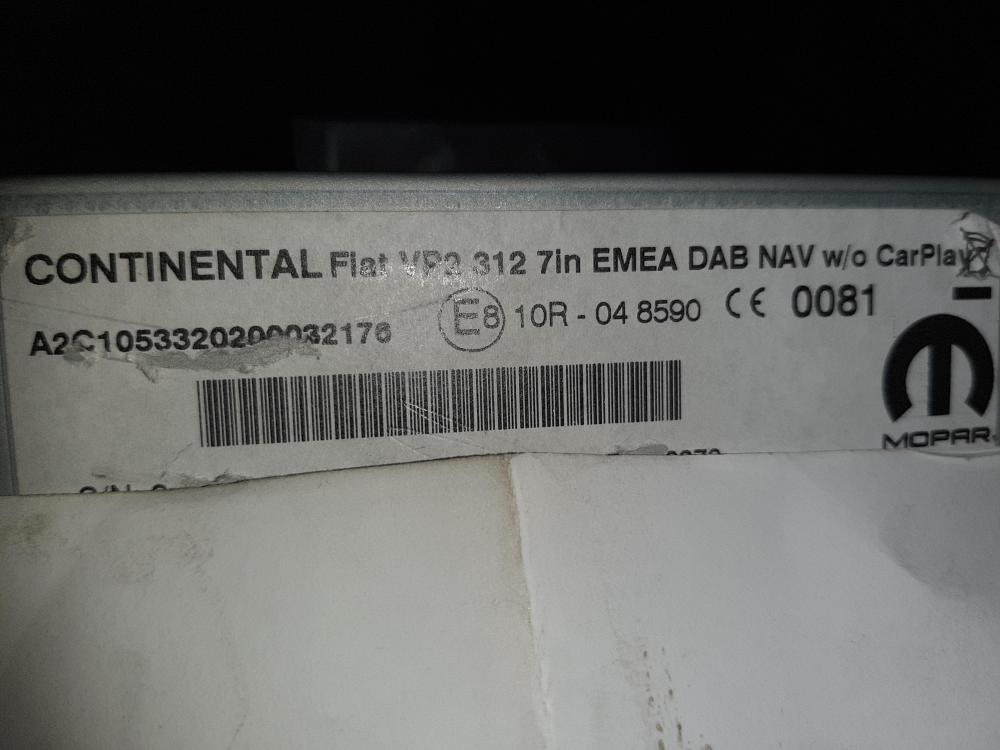 CONTINENTAL Fiat VP2 312 7in EMEA DAB NAV w/o CarPlay
A2C1053320200032176
E8 10R - 04 8590 CE 0081
MOPAR